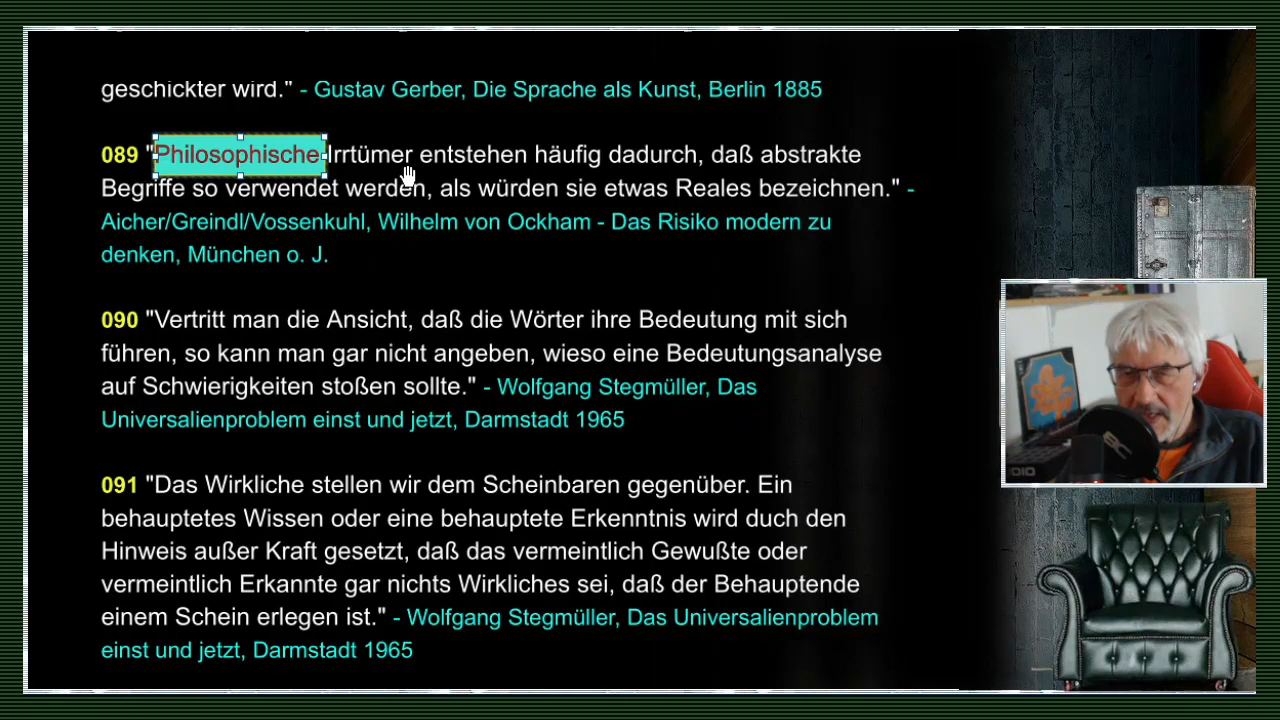 geschickter wird." - Gustav Gerber, Die Sprache als Kunst, Berlin 1885
089 "Philosophische Irrtümer entstehen häufig dadurch, daß abstrakte
Begriffe so verwendet werden, als würden sie etwas Reales bezeichnen." -
Aicher/Greindl/Vossenkuhl, Wilhelm von Ockham - Das Risiko modern zu
denken, München o. J.
090 "Vertritt man die Ansicht, daß die Wörter ihre Bedeutung mit sich
führen, so kann man gar nicht angeben, wieso eine Bedeutungsanalyse
auf Schwierigkeiten stoßen sollte." - Wolfgang Stegmüller, Das
Universalienproblem einst und jetzt, Darmstadt 1965
091 "Das Wirkliche stellen wir dem Scheinbaren gegenüber. Ein
behauptetes Wissen oder eine behauptete Erkenntnis wird duch den
Hinweis außer Kraft gesetzt, daß das vermeintlich Gewußte oder
vermeintlich Erkannte gar nichts Wirkliches sei, daß der Behauptende
einem Schein erlegen ist." - Wolfgang Stegmüller, Das Universalienproblem
einst und jetzt, Darmstadt 1965